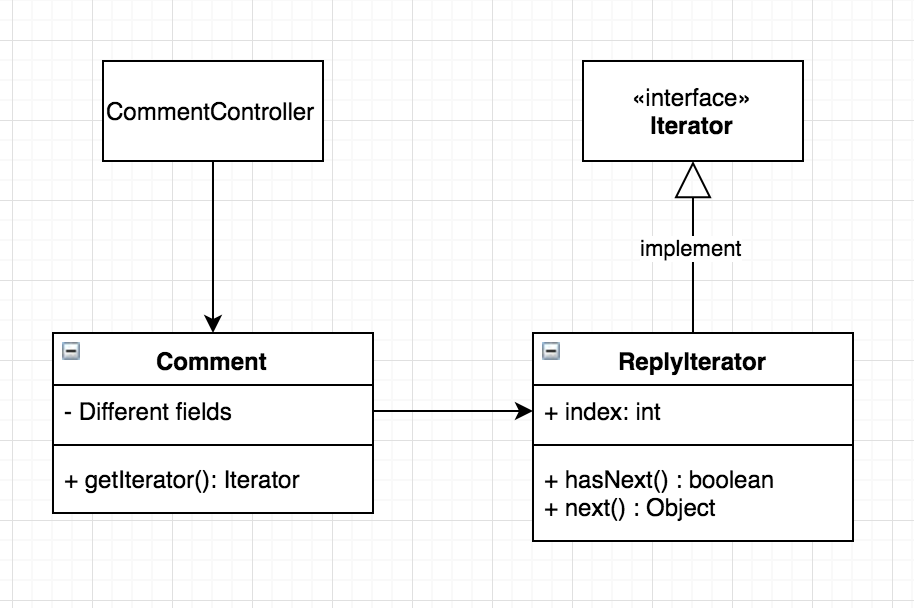 CommentController
«interface»
Iterator
implement
Comment
- Different fields
+ getIterator(): Iterator
ReplyIterator
+ index: int
+ hasNext() : boolean
+ next() : Object